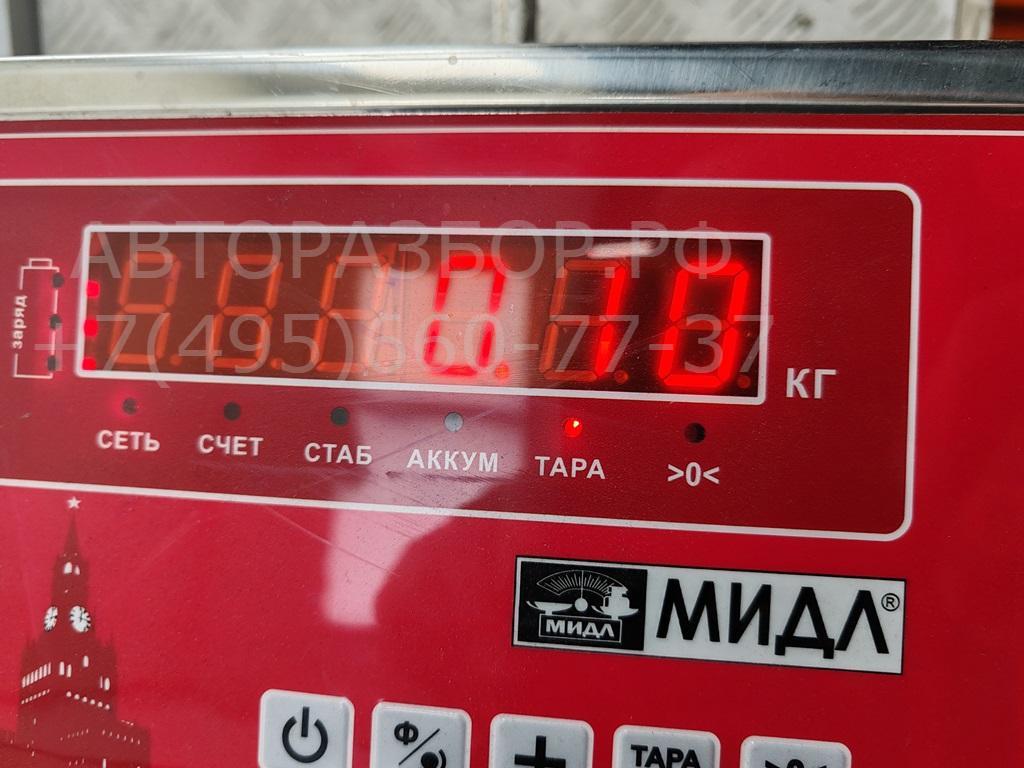 АВТОРАЗБОР.РФ
+7(495)660-77-37
заряд
0.10
КГ
СЕТЬ СЧЕТ СТАБ АККУМ ТАРА >0<
МИДЛ МИДЛ®
Ф
ТАРА >0<